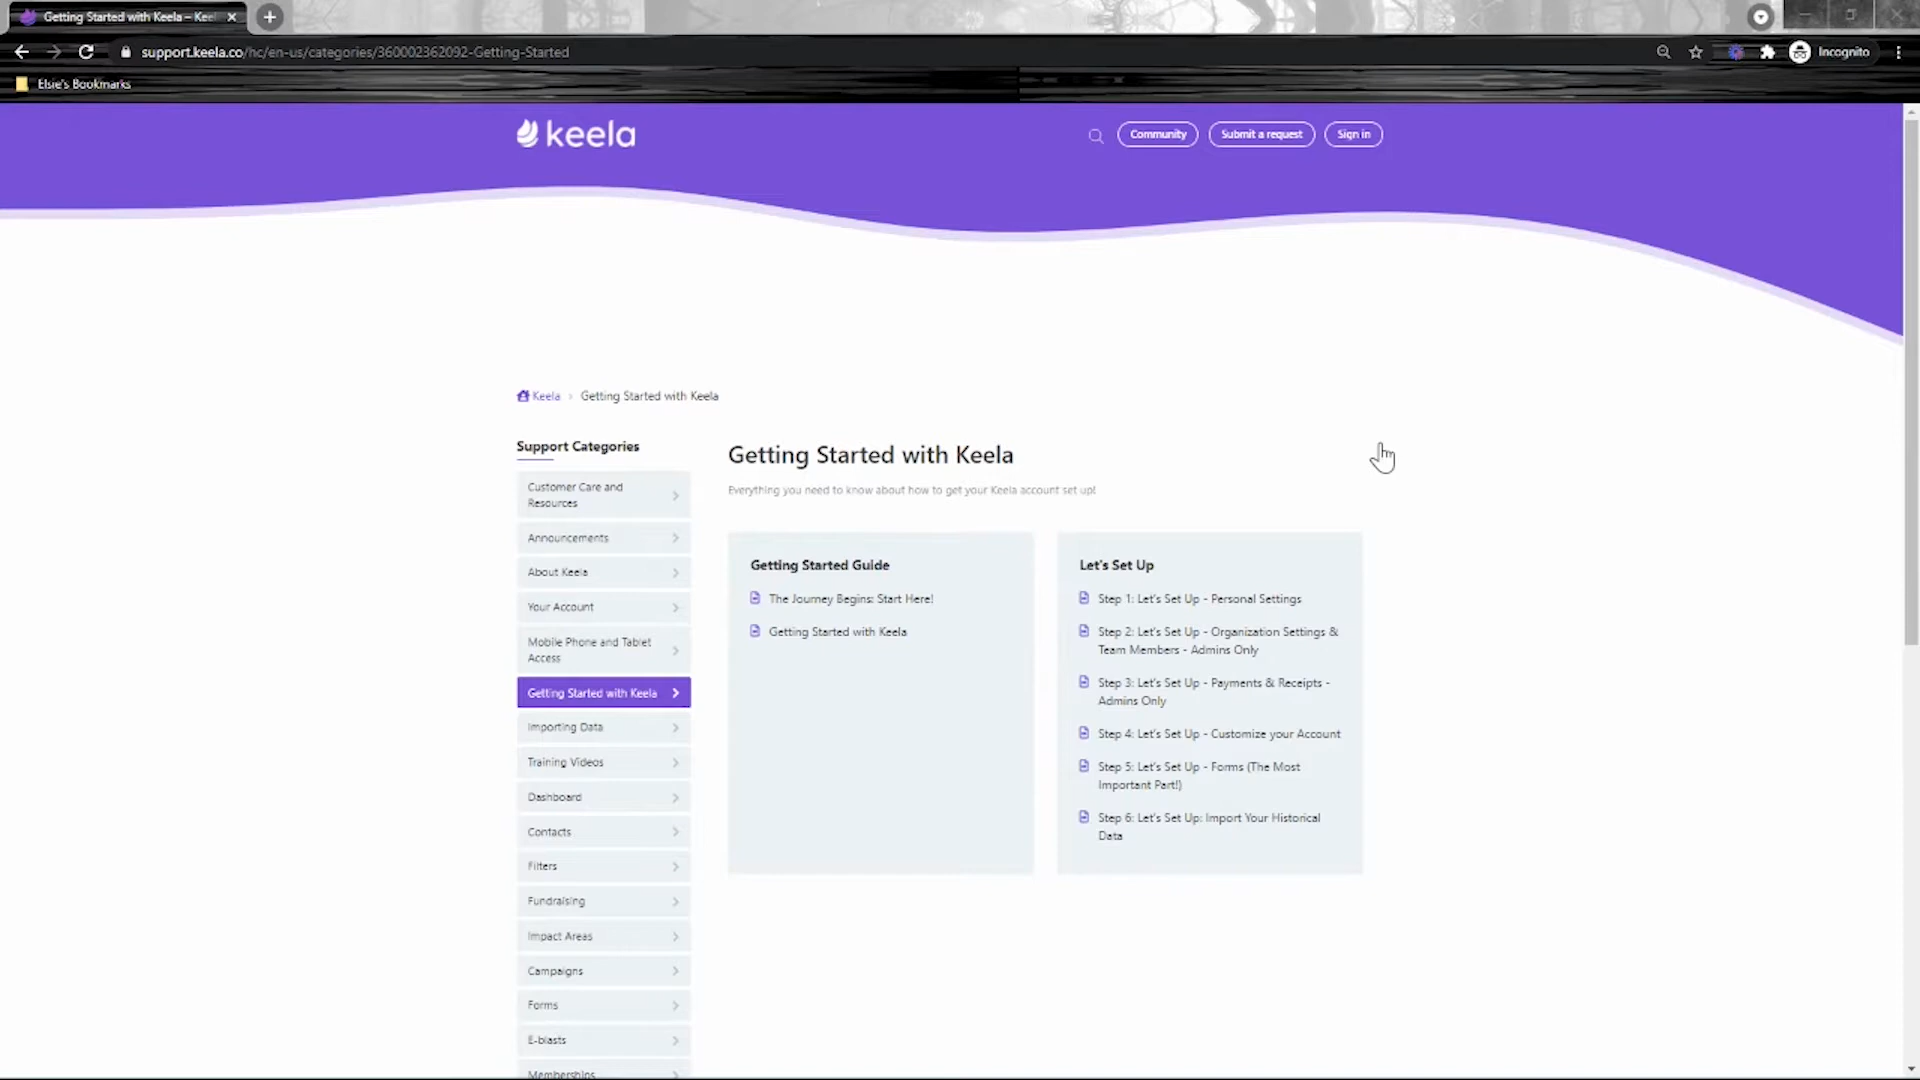 Getting Started with Keela – Keel
support.keela.co/hc/en-us/categories/360002362092-Getting-Started
Incognito
Elsie's Bookmarks
keela
Community
Submit a request
Sign in
Keela
Getting Started with Keela
Support Categories
Customer Care and
Resources
Announcements
About Keela
Your Account
Mobile Phone and Tablet
Access
Getting Started with Keela
Importing Data
Training Videos
Dashboard
Contacts
Filters
Fundraising
Impact Areas
Campaigns
Forms
E-blasts
Memberships
Getting Started with Keela
Everything you need to know about how to get your Keela account set up!
Getting Started Guide
The Journey Begins: Start Here!
Getting Started with Keela
Let's Set Up
Step 1: Let's Set Up - Personal Settings
Step 2: Let's Set Up - Organization Settings &
Team Members - Admins Only
Step 3: Let's Set Up - Payments & Receipts -
Admins Only
Step 4: Let's Set Up - Customize your Account
Step 5: Let's Set Up - Forms (The Most
Important Part!)
Step 6: Let's Set Up: Import Your Historical
Data